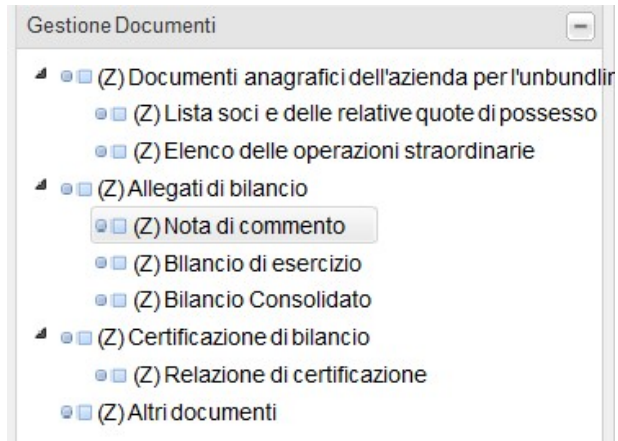 Gestione Documenti
(Z) Documenti anagrafici dell'azienda per l'unbundlin
(Z) Lista soci e delle relative quote di possesso
(Z) Elenco delle operazioni straordinarie
(Z) Allegati di bilancio
(Z) Nota di commento
(Z) BIlancio di esercizio
(Z) Bilancio Consolidato
(Z) Certificazione di bilancio
(Z) Relazione di certificazione
(Z) Altri documenti